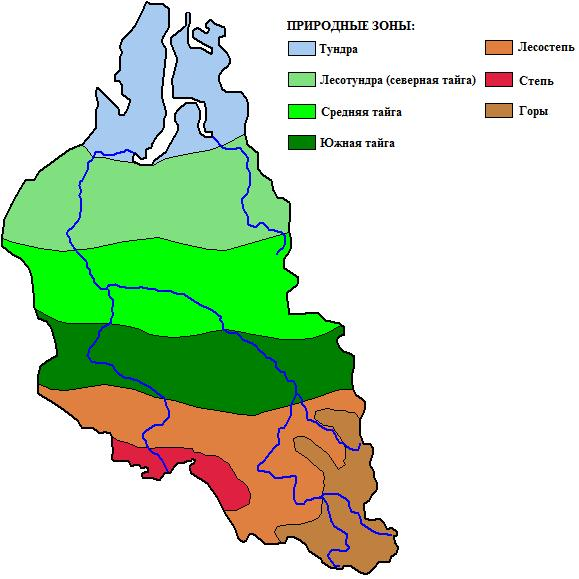 ПРИРОДНЫЕ ЗОНЫ:
Тундра
Лесотундра (северная тайга)
Средняя тайга
Южная тайга
Лесостепь
Степь
Горы